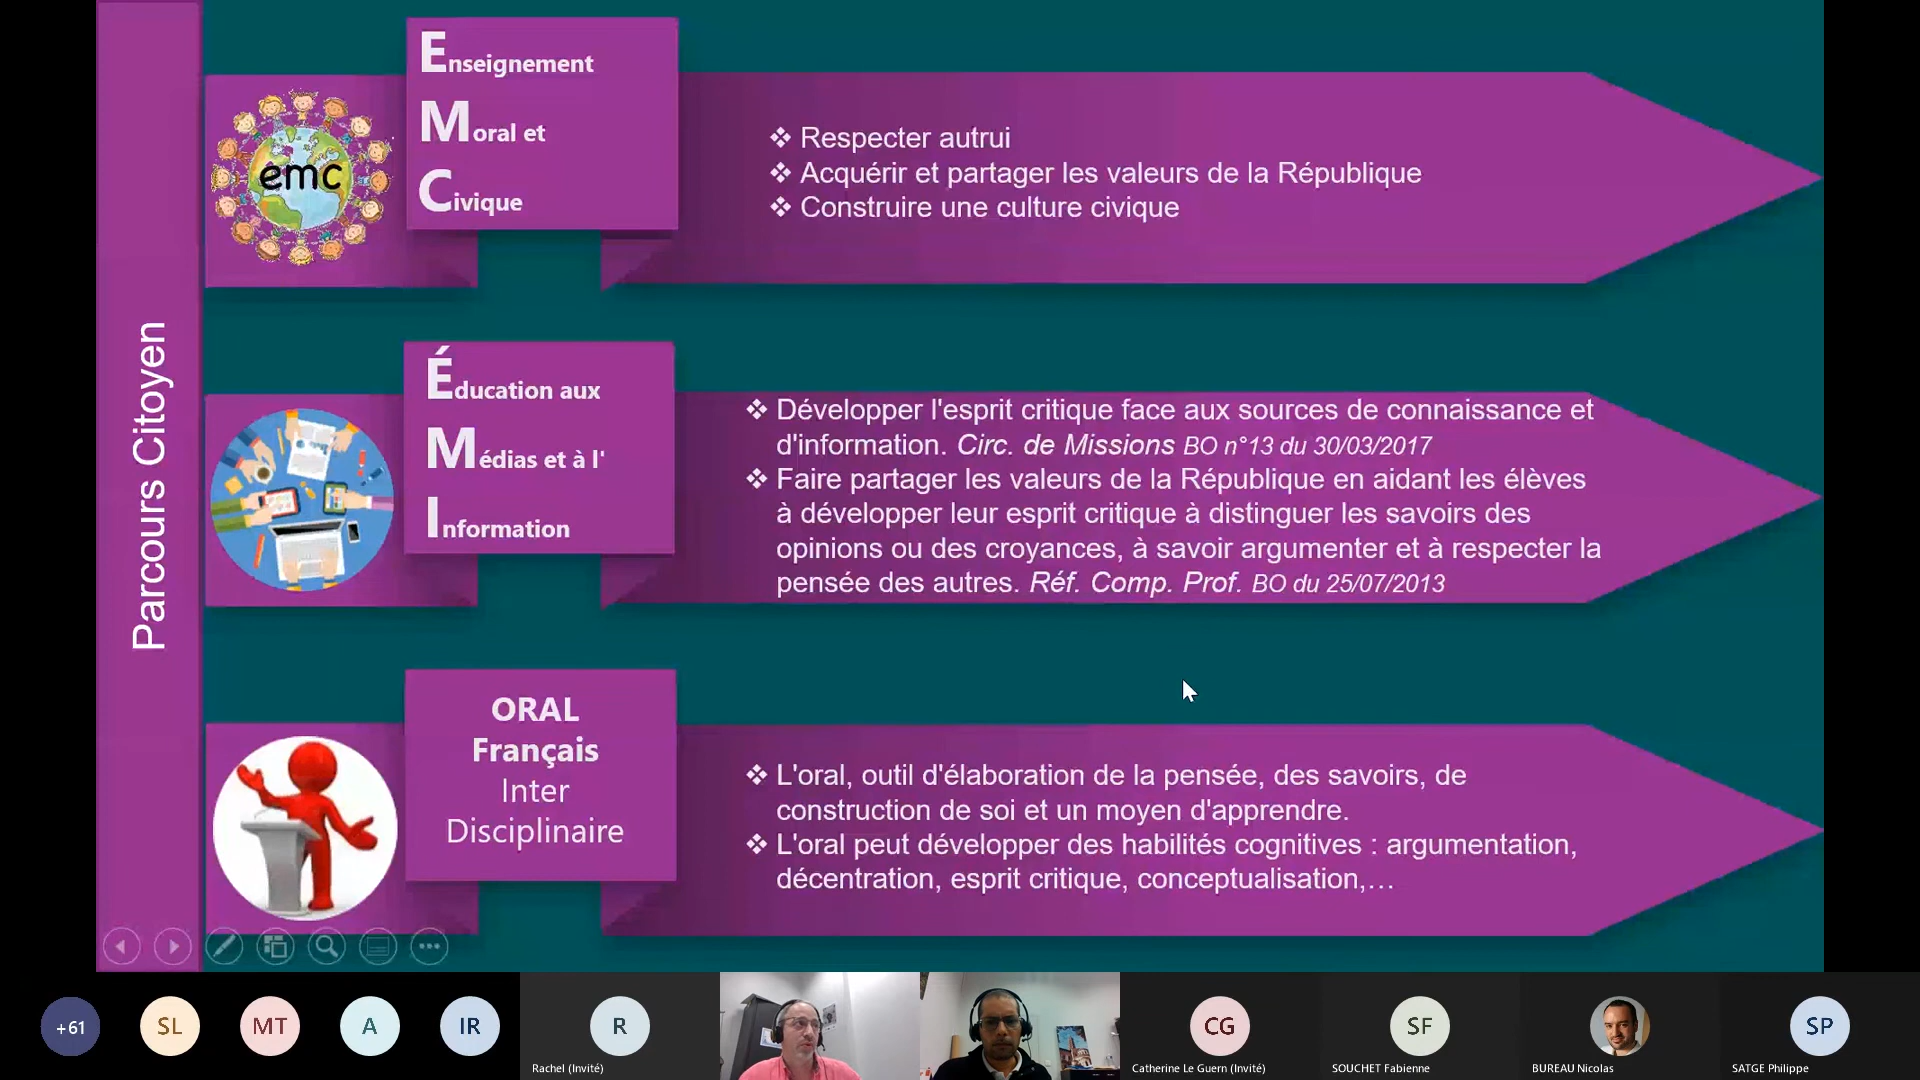 Parcours Citoyen
emc
Enseignement
Moral et
Civique
❖ Respecter autrui
❖ Acquérir et partager les valeurs de la République
❖ Construire une culture civique
Éducation aux
Médias et à l'
Information
❖ Développer l'esprit critique face aux sources de connaissance et
d'information. Circ. de Missions BO n°13 du 30/03/2017
❖ Faire partager les valeurs de la République en aidant les élèves
à développer leur esprit critique à distinguer les savoirs des
opinions ou des croyances, à savoir argumenter et à respecter la
pensée des autres. Réf. Comp. Prof. BO du 25/07/2013
ORAL
Français
Inter
Disciplinaire
❖ L'oral, outil d'élaboration de la pensée, des savoirs, de
construction de soi et un moyen d'apprendre.
❖ L'oral peut développer des habilités cognitives : argumentation,
décentration, esprit critique, conceptualisation,…
+61
SL
MT
A
IR
R
Rachel (Invité)
CG
Catherine Le Guern (Invité)
SF
SOUCHET Fabienne
BUREAU Nicolas
SP
SATGE Philippe